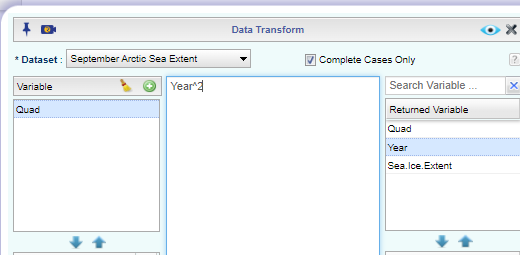 Data Transform
* Dataset : September Arctic Sea Extent
Complete Cases Only
?
Variable
Quad
Year^2
Search Variable ...
Returned Variable
Quad
Year
Sea.Ice.Extent